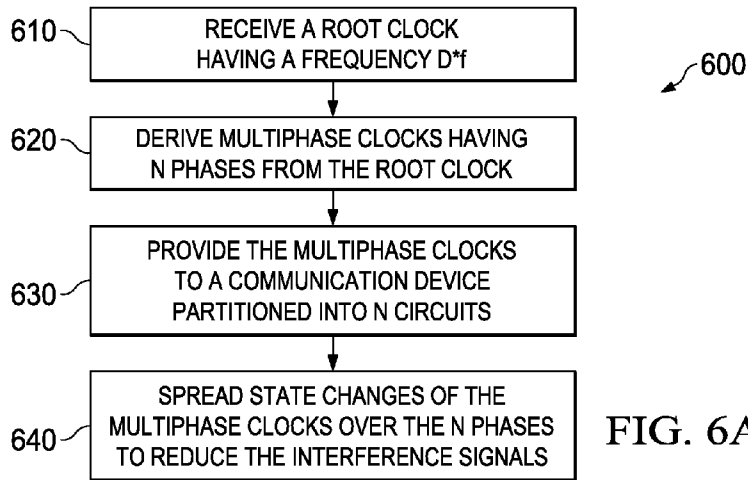 610
RECEIVE A ROOT CLOCK
HAVING A FREQUENCY D*f
600
620
DERIVE MULTIPHASE CLOCKS HAVING
N PHASES FROM THE ROOT CLOCK
630
PROVIDE THE MULTIPHASE CLOCKS
TO A COMMUNICATION DEVICE
PARTITIONED INTO N CIRCUITS
640
SPREAD STATE CHANGES OF THE
MULTIPHASE CLOCKS OVER THE N PHASES
TO REDUCE THE INTERFERENCE SIGNALS
FIG. 6A